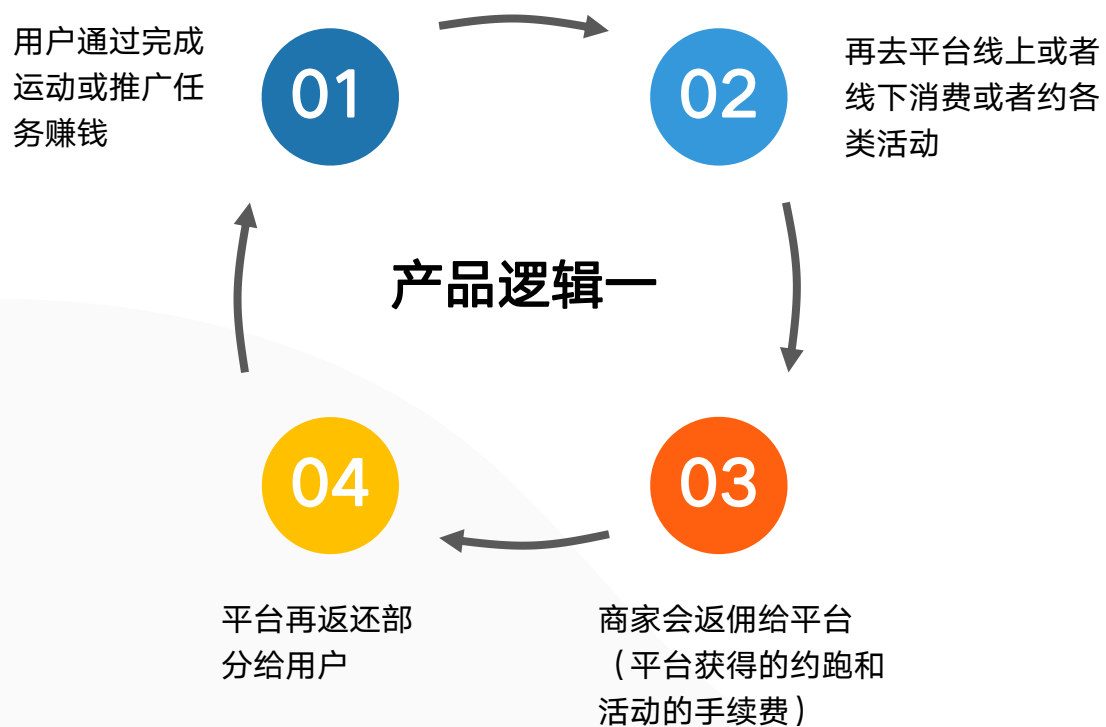 用户通过完成
运动或推广任
务赚钱
01
02
再去平台线上或者
线下消费或者约各
类活动
产品逻辑一
04
03
平台再返还部
分给用户
商家会返佣给平台
（平台获得的约跑和
活动的手续费）